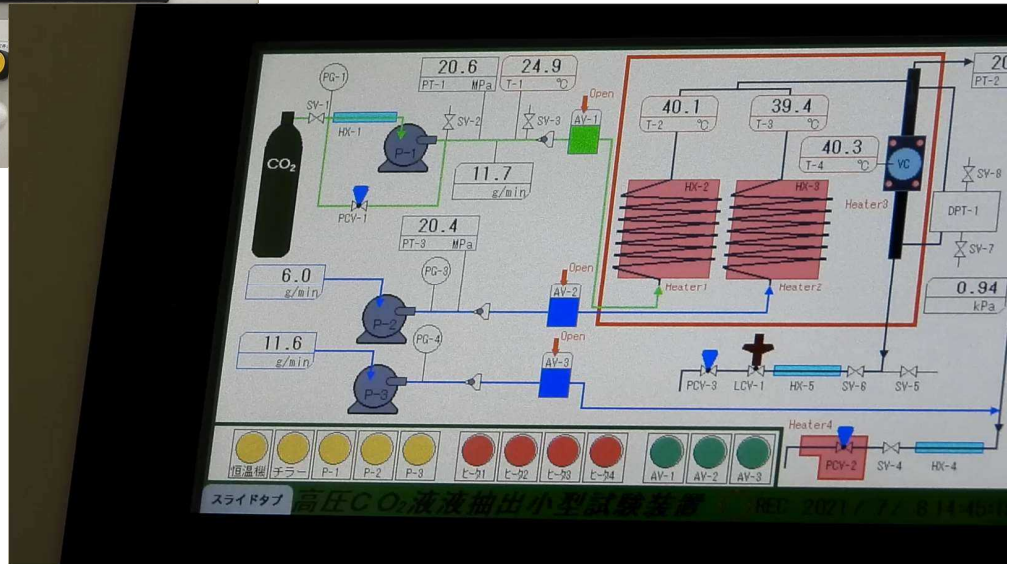 PG-1
20.6
PT-1 MPa
24.9
T-1 ℃
Open
SV-1
HX-1
SV-2
SV-3
AV-1
40.1
T-2 ℃
39.4
T-3 ℃
40.3
T-4 ℃
VC
PT-2
CO₂
P-1
11.7
g/min
PCV-1
HX-2
HX-3
Heater3
SV-8
DPT-1
SV-7
20.4
PT-3 MPa
PG-3
Open
Heater1
Heater2
6.0
g/min
AV-2
0.94
kPa
P-2
PG-4
Open
11.6
g/min
AV-3
P-3
PCV-3
LCV-1
HX-5
SV-6
SV-5
Heater4
PCV-2
SV-4
HX-4
恒温機
チラー
P-1
P-2
P-3
ヒータ1
ヒータ2
ヒータ3
ヒータ4
AV-1
AV-2
AV-3
スライドタブ
高圧CO₂液液抽出小型試験装置
REC 2021/ 7/ 8 14:45: